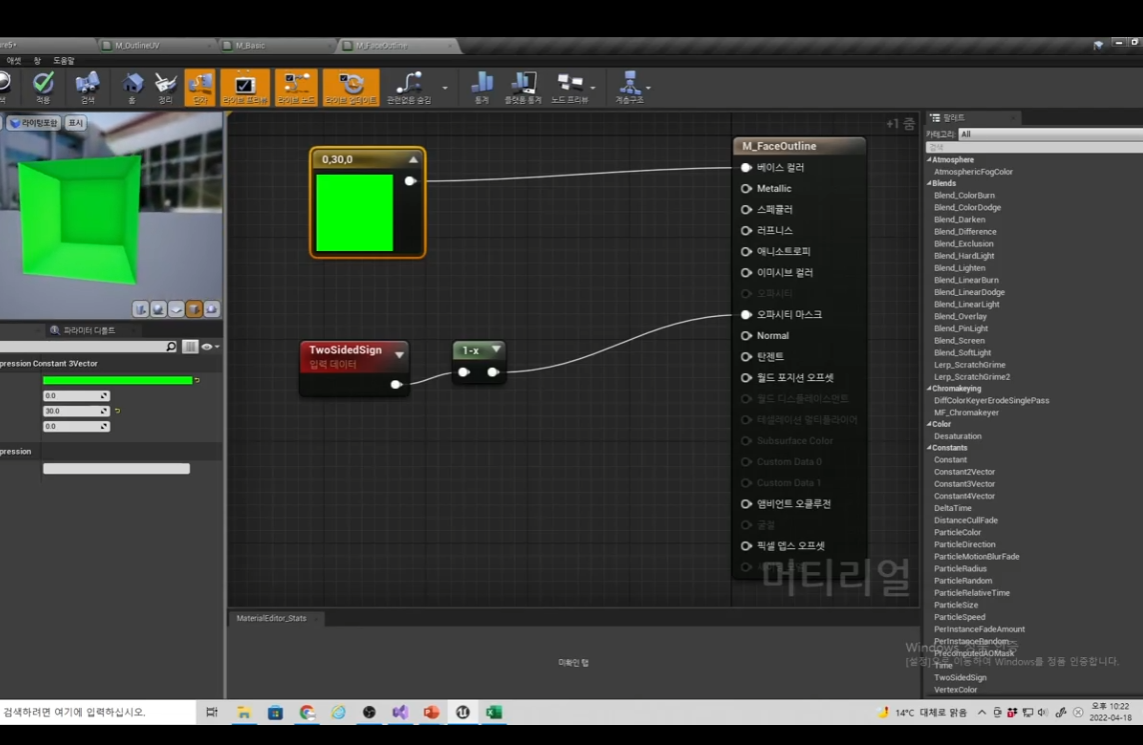 M_OutlineUV
M_Basic
M_FaceOutline
애셋 창 도움말
적용
검색
홈
정리
라이브 프리뷰
라이브 노드
라이브 업데이트
관련없음 숨김
통계
플랫폼 통계
노드 프리뷰
계층구조
라이팅포함
표시
+1 줌
0,30,0
M_FaceOutline
베이스 컬러
Metallic
스페큘러
러프니스
애니소트로피
이미시브 컬러
오파시티
오파시티 마스크
Normal
탄젠트
월드 포지션 오프셋
월드 디스플레이스먼트
테셀레이션 멀티플라이어
Subsurface Color
Custom Data 0
Custom Data 1
앰비언트 오클루전
굴절
픽셀 뎁스 오프셋
TwoSidedSign
입력 데이터
1-x
머티리얼
파라미터 디폴트
pression Constant 3Vector
0.0
30.0
0.0
pression
MaterialEditor_Stats
미확인 탭
팔레트
카테고리: All
검색
Atmosphere
AtmosphericFogColor
Blends
Blend_ColorBurn
Blend_ColorDodge
Blend_Darken
Blend_Difference
Blend_Exclusion
Blend_HardLight
Blend_Lighten
Blend_LinearBurn
Blend_LinearDodge
Blend_LinearLight
Blend_Overlay
Blend_PinLight
Blend_Screen
Blend_SoftLight
Lerp_ScratchGrime
Lerp_ScratchGrime2
Chromakeying
DiffColorKeyerErodeSinglePass
MF_Chromakeyer
Color
Desaturation
Constants
Constant
Constant2Vector
Constant3Vector
Constant4Vector
DeltaTime
DistanceCullFade
ParticleColor
ParticleDirection
ParticleMotionBlurFade
ParticleRadius
ParticleRandom
ParticleRelativeTime
ParticleSize
ParticleSpeed
PerInstanceFadeAmount
PerInstanceRandom
PrecomputedAOMask
Time
TwoSidedSign
VertexColor
Windows 정품 인증
[설정]으로 이동하여 Windows를 정품 인증합니다.
검색하려면 여기에 입력하십시오.
14°C 대체로 맑음
오후 10:22
2022-04-18